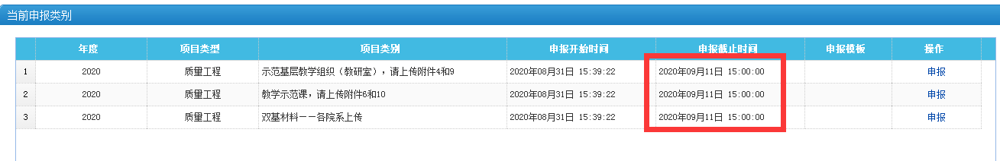 当前申报类别
年度 项目类型 项目类别 申报开始时间 申报截止时间 申报模板 操作
1 2020 质量工程 示范基层教学组织（教研室），请上传附件4和9 2020年08月31日 15:39:22 2020年09月11日 15:00:00 申报
2 2020 质量工程 教学示范课，请上传附件6和10 2020年08月31日 15:39:22 2020年09月11日 15:00:00 申报
3 2020 质量工程 双基材料－－各院系上传 2020年08月31日 15:39:22 2020年09月11日 15:00:00 申报